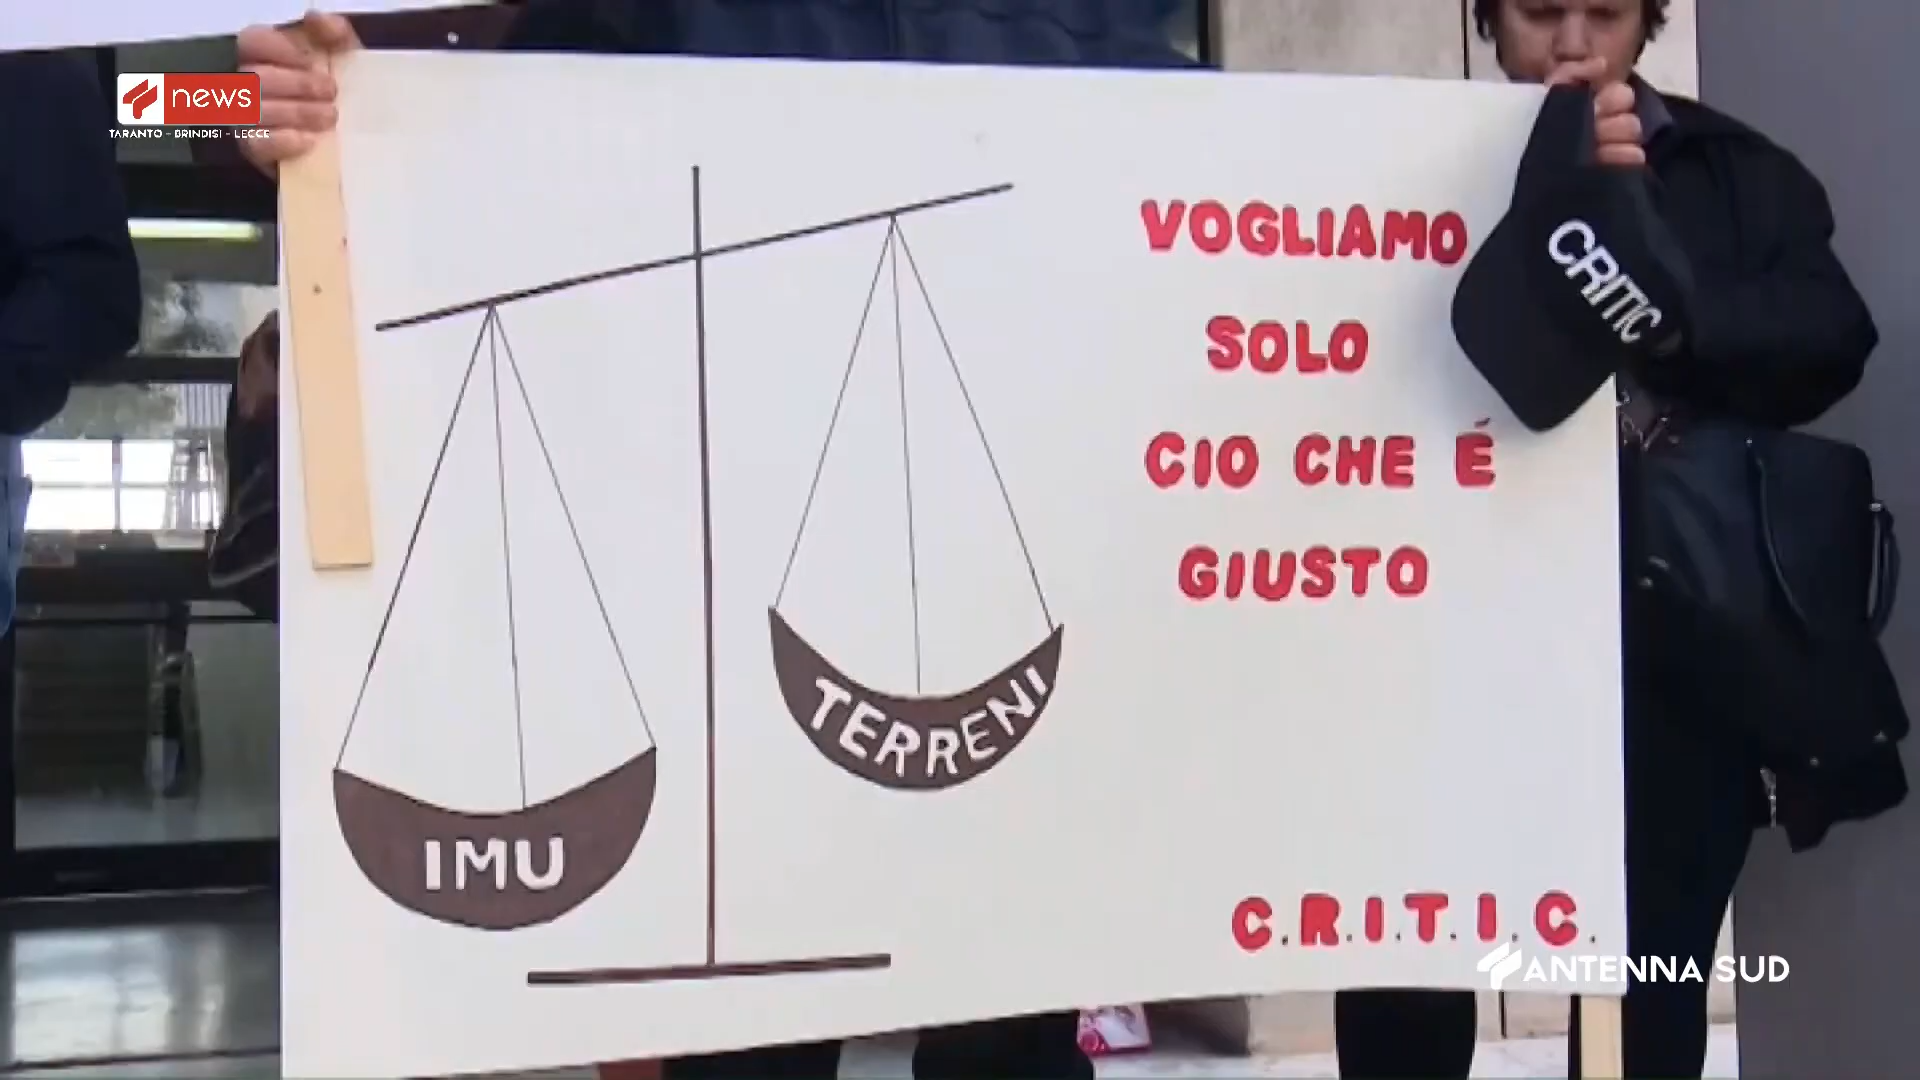 news
TARANTO - BRINDISI - LECCE
VOGLIAMO
SOLO
CIO CHE É
GIUSTO
CRITIC
TERRENI
IMU
C.R.I.T.I.C.
ANTENNA SUD